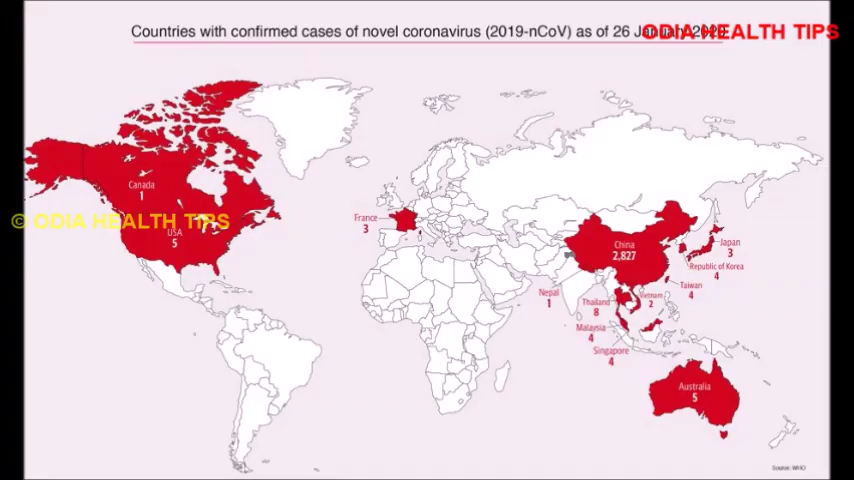 Countries with confirmed cases of novel coronavirus (2019-nCoV) as of 26 January 2020
ODIA HEALTH TIPS
Canada
1
© ODIA HEALTH TIPS
USA
5
France
3
China
2,827
Japan
3
Republic of Korea
4
Taiwan
4
Nepal
1
Thailand
8
Vietnam
2
Malaysia
4
Singapore
4
Australia
5
Source: WHO